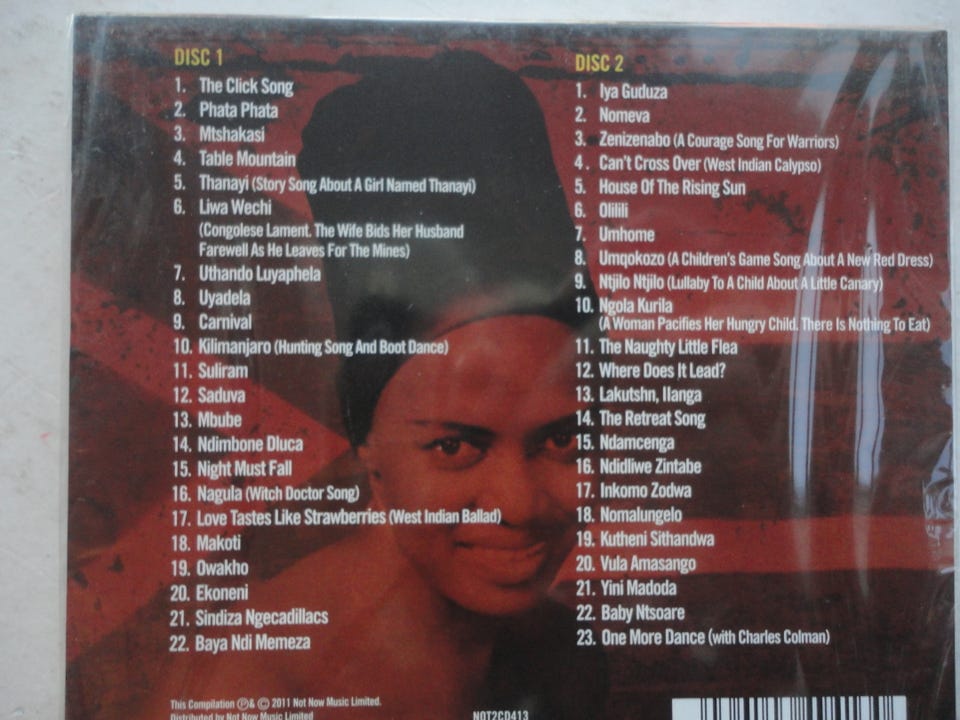 DISC 1
1. The Click Song
2. Phata Phata
3. Mtshakasi
4. Table Mountain
5. Thanayi (Story Song About A Girl Named Thanayi)
6. Liwa Wechi
(Congolese Lament. The Wife Bids Her Husband
Farewell As He Leaves For The Mines)
7. Uthando Luyaphela
8. Uyadela
9. Carnival
10. Kilimanjaro (Hunting Song And Boot Dance)
11. Suliram
12. Saduva
13. Mbube
14. Ndimbone Dluca
15. Night Must Fall
16. Nagula (Witch Doctor Song)
17. Love Tastes Like Strawberries (West Indian Ballad)
18. Makoti
19. Owakho
20. Ekoneni
21. Sindiza Ngecadillacs
22. Baya Ndi Memeza
DISC 2
1. Iya Guduza
2. Nomeva
3. Zenizenabo (A Courage Song For Warriors)
4. Can't Cross Over (West Indian Calypso)
5. House Of The Rising Sun
6. Olilili
7. Umhome
8. Umqokozo (A Children's Game Song About A New Red Dress)
9. Ntjilo Ntjilo (Lullaby To A Child About A Little Canary)
10. Ngola Kurila
(A Woman Pacifies Her Hungry Child. There Is Nothing To Eat)
11. The Naughty Little Flea
12. Where Does It Lead?
13. Lakutshn, Ilanga
14. The Retreat Song
15. Ndamcenga
16. Ndidliwe Zintabe
17. Inkomo Zodwa
18. Nomalungelo
19. Kutheni Sithandwa
20. Vula Amasango
21. Yini Madoda
22. Baby Ntsoare
23. One More Dance (with Charles Colman)
This Compilation Ⓟ& © 2011 Not Now Music Limited.
Distributed by Not Now Music Limited
NOT2CD413